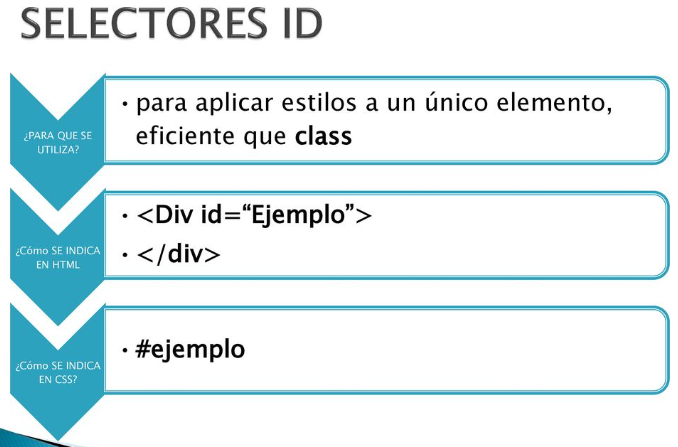 SELECTORES ID
¿PARA QUE SE
UTILIZA?
• para aplicar estilos a un único elemento,
eficiente que class
¿Cómo SE INDICA
EN HTML
• <Div id=“Ejemplo”>
• </div>
¿Cómo SE INDICA
EN CSS?
• #ejemplo